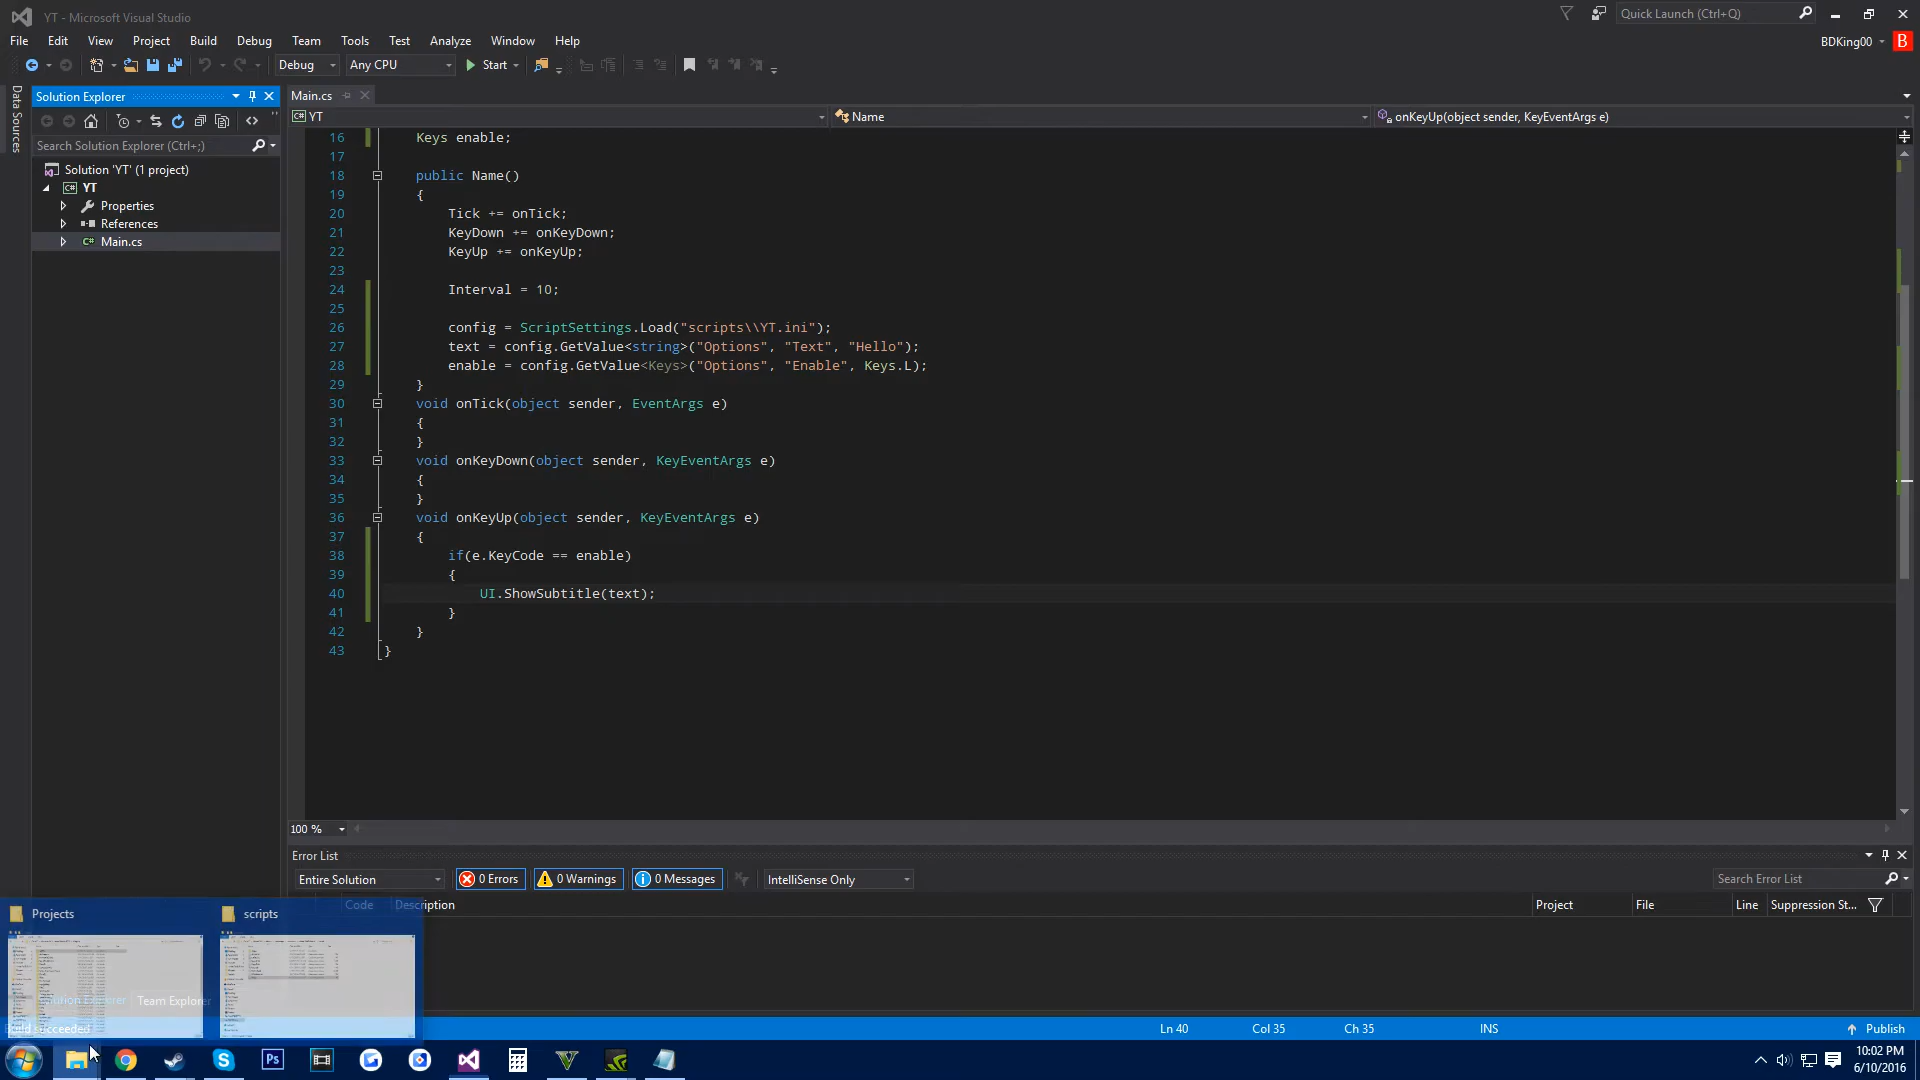 YT - Microsoft Visual Studio
Quick Launch (Ctrl+Q)
File Edit View Project Build Debug Team Tools Test Analyze Window Help
BDKing00 B
Debug Any CPU Start
Data Sources
Solution Explorer
Main.cs
YT
Name
onKeyUp(object sender, KeyEventArgs e)
Search Solution Explorer (Ctrl+;)
Solution 'YT' (1 project)
C# YT
Properties
References
C# Main.cs
16 Keys enable;
17
18 public Name()
19 {
20 Tick += onTick;
21 KeyDown += onKeyDown;
22 KeyUp += onKeyUp;
23
24 Interval = 10;
25
26 config = ScriptSettings.Load("scripts\\YT.ini");
27 text = config.GetValue<string>("Options", "Text", "Hello");
28 enable = config.GetValue<Keys>("Options", "Enable", Keys.L);
29 }
30 void onTick(object sender, EventArgs e)
31 {
32 }
33 void onKeyDown(object sender, KeyEventArgs e)
34 {
35 }
36 void onKeyUp(object sender, KeyEventArgs e)
37 {
38 if(e.KeyCode == enable)
39 {
40 UI.ShowSubtitle(text);
41 }
42 }
43 }
100 %
Error List
Entire Solution 0 Errors 0 Warnings 0 Messages IntelliSense Only
Search Error List
Code Description Project File Line Suppression St...
Projects scripts
Team Explorer
succeeded
Ln 40 Col 35 Ch 35 INS Publish
Ps
10:02 PM
6/10/2016